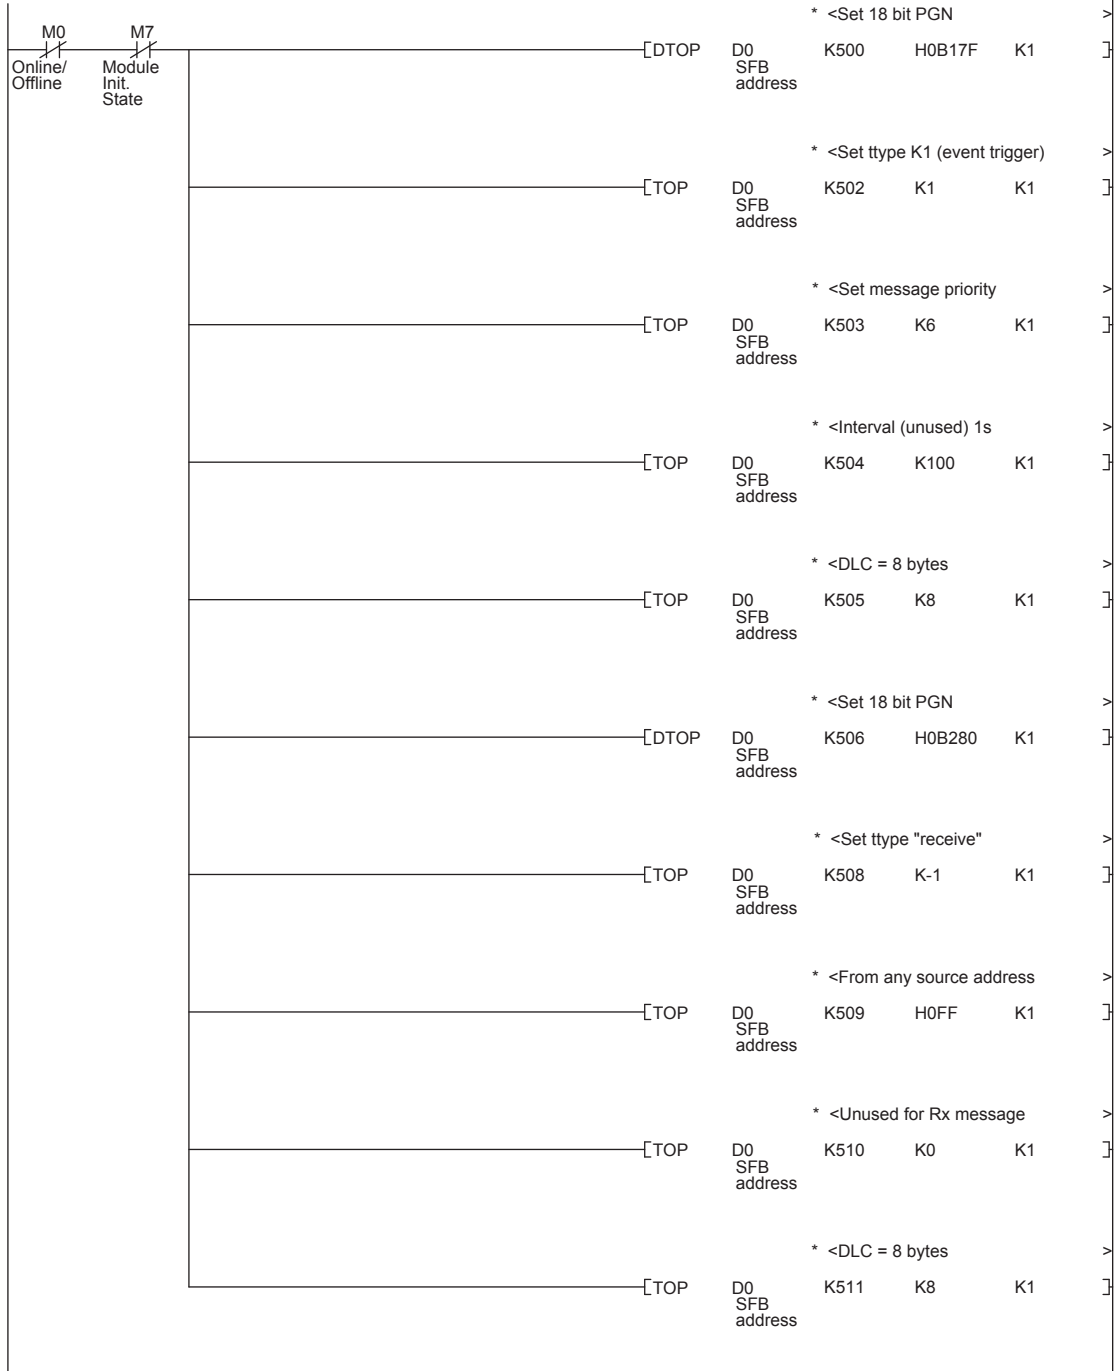 * <Set 18 bit PGN >
M0 M7
[DTOP D0 K500 H0B17F K1 ]
Online/ Module SFB
Offline Init. address
State
* <Set ttype K1 (event trigger) >
[TOP D0 K502 K1 K1 ]
SFB
address
* <Set message priority >
[TOP D0 K503 K6 K1 ]
SFB
address
* <Interval (unused) 1s >
[TOP D0 K504 K100 K1 ]
SFB
address
* <DLC = 8 bytes >
[TOP D0 K505 K8 K1 ]
SFB
address
* <Set 18 bit PGN >
[DTOP D0 K506 H0B280 K1 ]
SFB
address
* <Set ttype "receive" >
[TOP D0 K508 K-1 K1 ]
SFB
address
* <From any source address >
[TOP D0 K509 H0FF K1 ]
SFB
address
* <Unused for Rx message >
[TOP D0 K510 K0 K1 ]
SFB
address
* <DLC = 8 bytes >
[TOP D0 K511 K8 K1 ]
SFB
address